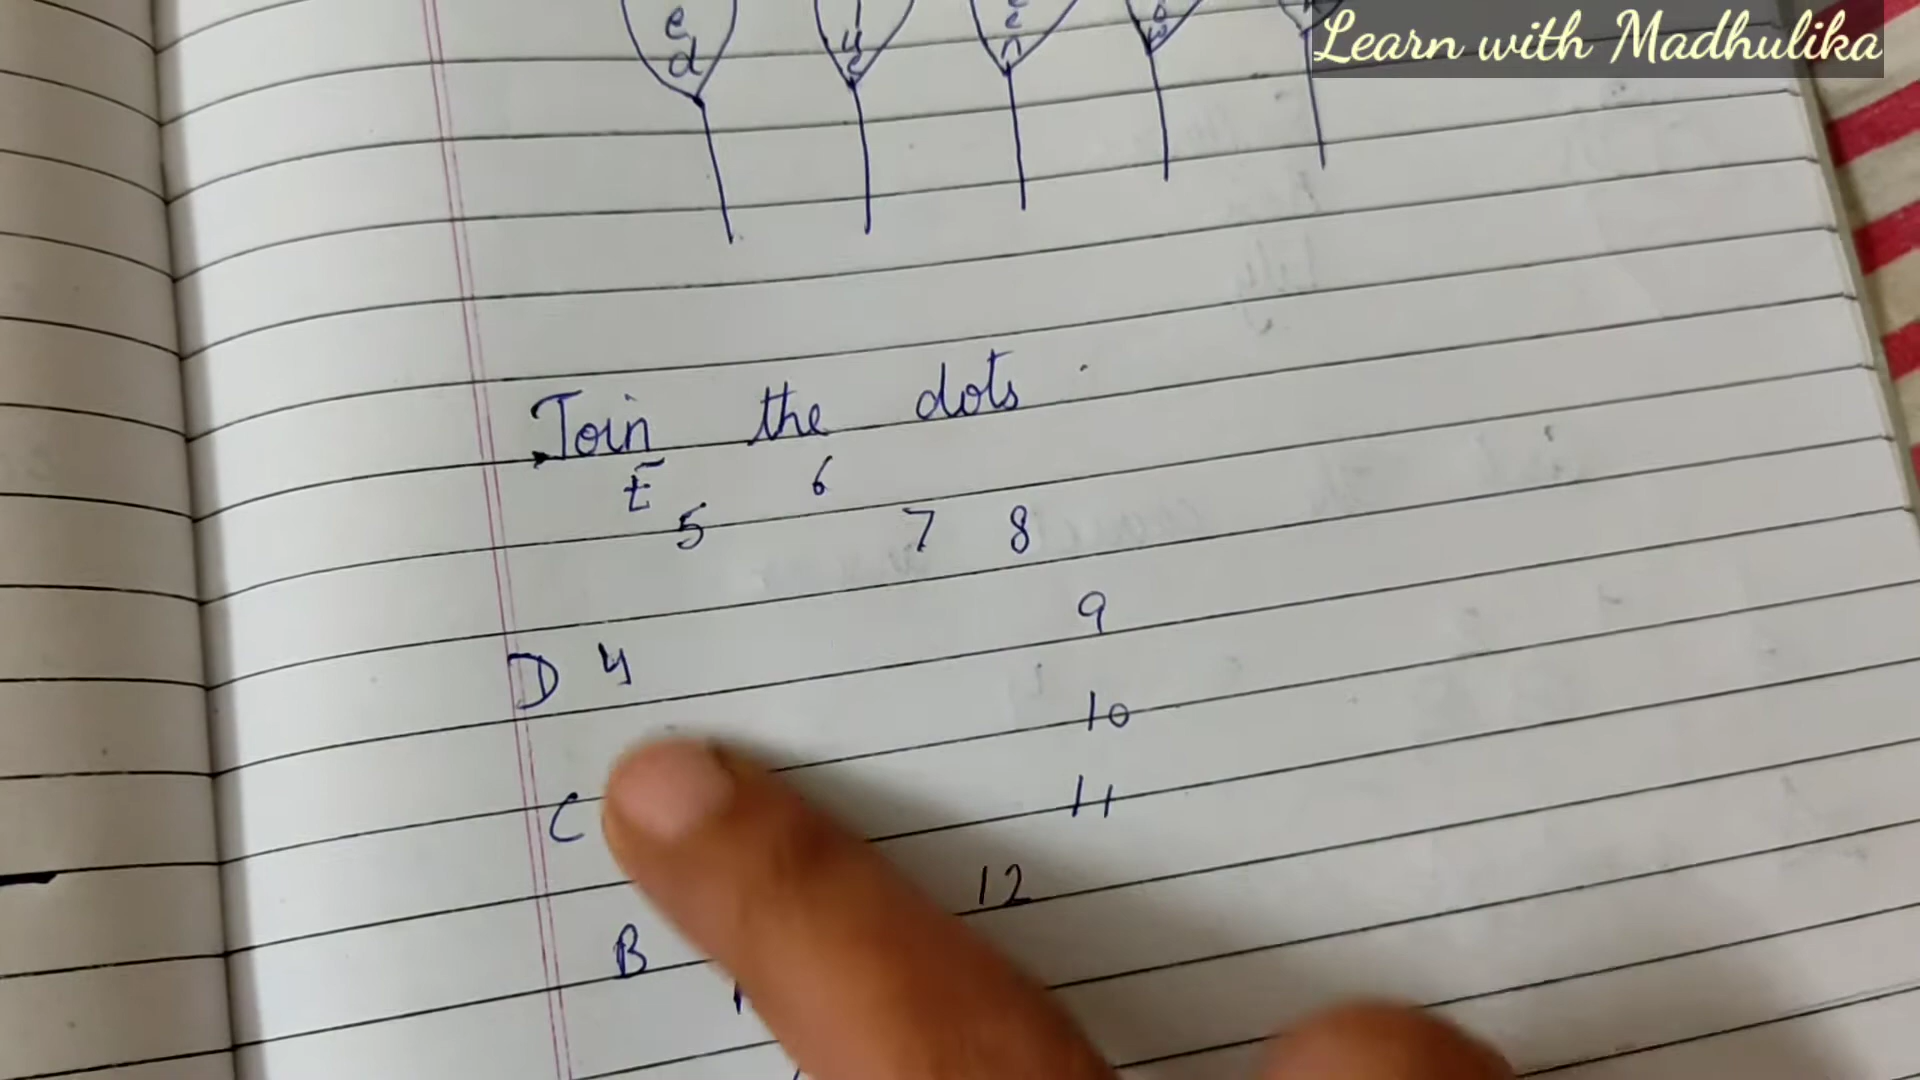 Learn with Madhulika
e
d
Join the dots
E 6
5 7 8
9
D 4
10
C 11
12
B